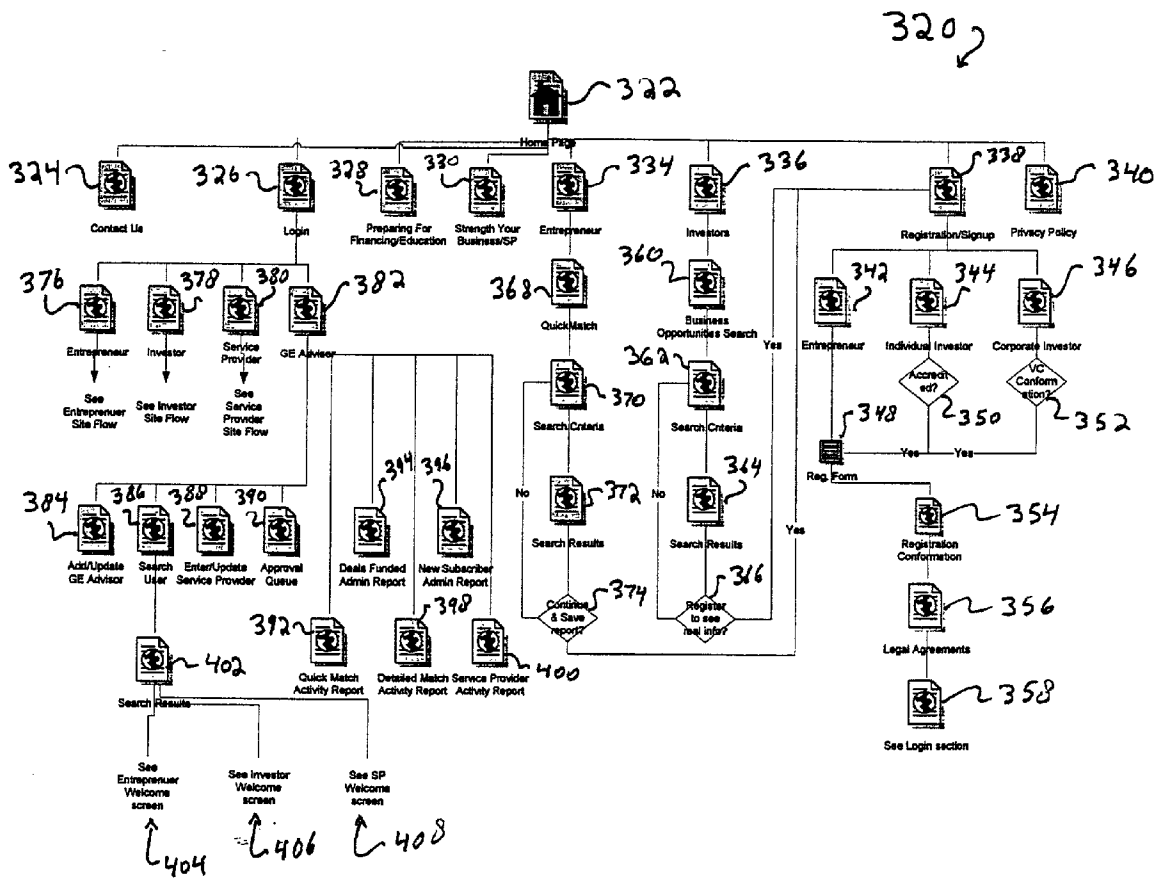 320
322
Home Page
324
326
328
330
334
336
338
340
Contact Us
Login
Preparing For
Financing/Education
Strength Your
Business/SP
Entrepreneur
Investors
Registration/Signup
Privacy Policy
376
378
380
382
368
360
342
344
346
Entrepreneur
Investor
Service
Provider
GE Advisor
QuickMatch
Business
Opportunities Search
Yes
Entrepreneur
Individual Investor
Corporate Investor
See
Entreprenuer
Site Flow
See Investor
Site Flow
See
Service
Provider
Site Flow
370
362
Accredit
ed?
350
VC
Conform
ation?
352
Search Criteria
Search Criteria
348
Reg. Form
Yes
Yes
384
386
388
390
394
396
No
372
No
364
Yes
354
Add/Update
GE Advisor
Search
User
Enter/Update
Service Provider
Approval
Queue
Deals Funded
Admin Report
New Subscriber
Admin Report
Search Results
Search Results
Registration
Conformation
392
398
400
Continue
& Save
report?
374
Register
to see
real info?
366
356
Legal Agreements
402
Search Results
Quick Match
Activity Report
Detailed Match
Activity Report
Service Provider
Activity Report
358
See Login section
See
Entreprenuer
Welcome
screen
See Investor
Welcome
screen
See SP
Welcome
screen
404
406
408